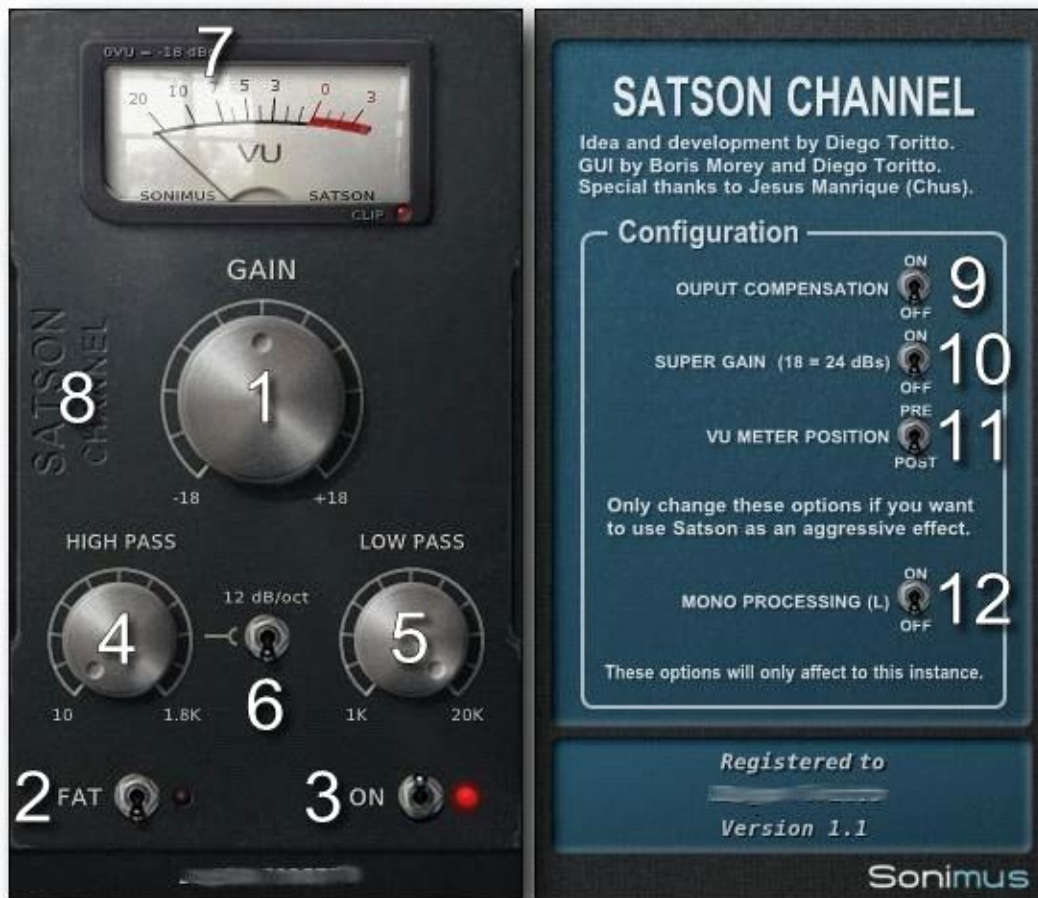 0VU = -18 dBs
7
20 10 7 5 3 0 3
VU
SONIMUS SATSON
CLIP
GAIN
SATSON
CHANNEL
8
1
-18 +18
HIGH PASS LOW PASS
12 dB/oct
4 5
6
10 1.8K 1K 20K
2 FAT 3 ON
SATSON CHANNEL
Idea and development by Diego Toritto.
GUI by Boris Morey and Diego Toritto.
Special thanks to Jesus Manrique (Chus).
Configuration
ON
OUPUT COMPENSATION 9
OFF
ON
SUPER GAIN (18 = 24 dBs) 10
OFF
PRE
VU METER POSITION 11
POST
Only change these options if you want
to use Satson as an aggressive effect.
ON
MONO PROCESSING (L) 12
OFF
These options will only affect to this instance.
Registered to
Version 1.1
Sonimus